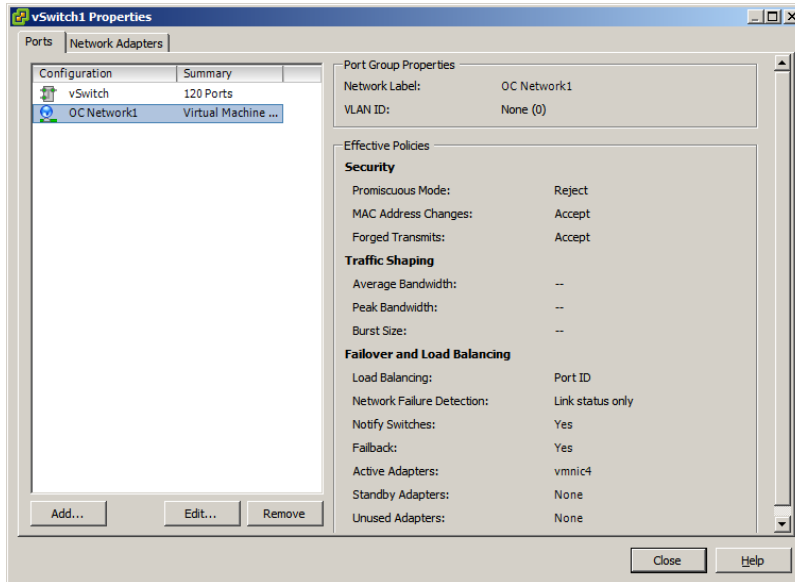 vSwitch1 Properties
Ports Network Adapters
Configuration Summary
vSwitch 120 Ports
OC Network1 Virtual Machine ...
Add... Edit... Remove
Port Group Properties
Network Label: OC Network1
VLAN ID: None (0)
Effective Policies
Security
Promiscuous Mode: Reject
MAC Address Changes: Accept
Forged Transmits: Accept
Traffic Shaping
Average Bandwidth: --
Peak Bandwidth: --
Burst Size: --
Failover and Load Balancing
Load Balancing: Port ID
Network Failure Detection: Link status only
Notify Switches: Yes
Failback: Yes
Active Adapters: vmnic4
Standby Adapters: None
Unused Adapters: None
Close Help